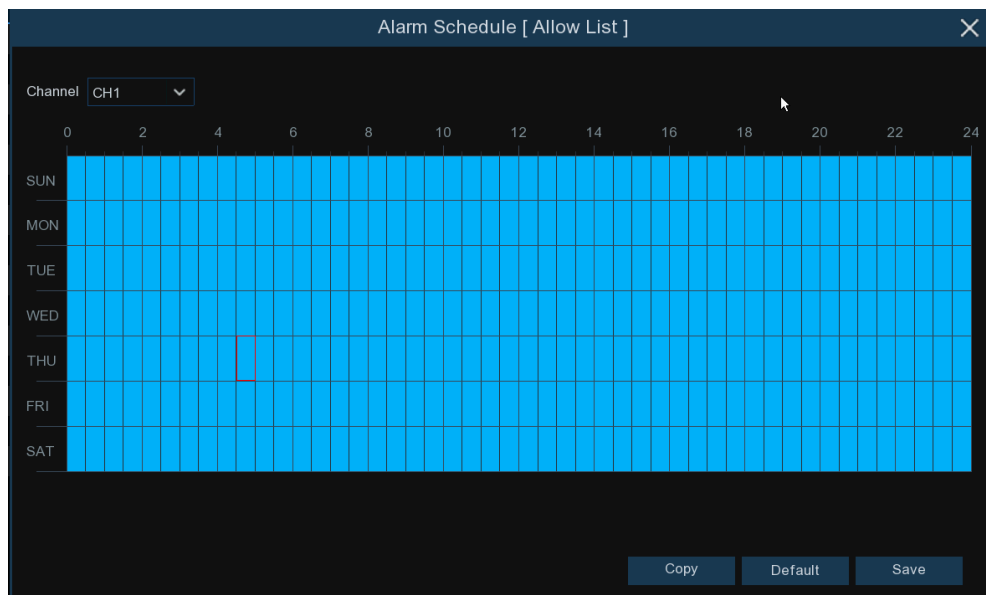 Alarm Schedule [ Allow List ]
Channel CH1
0 2 4 6 8 10 12 14 16 18 20 22 24
SUN
MON
TUE
WED
THU
FRI
SAT
Copy Default Save